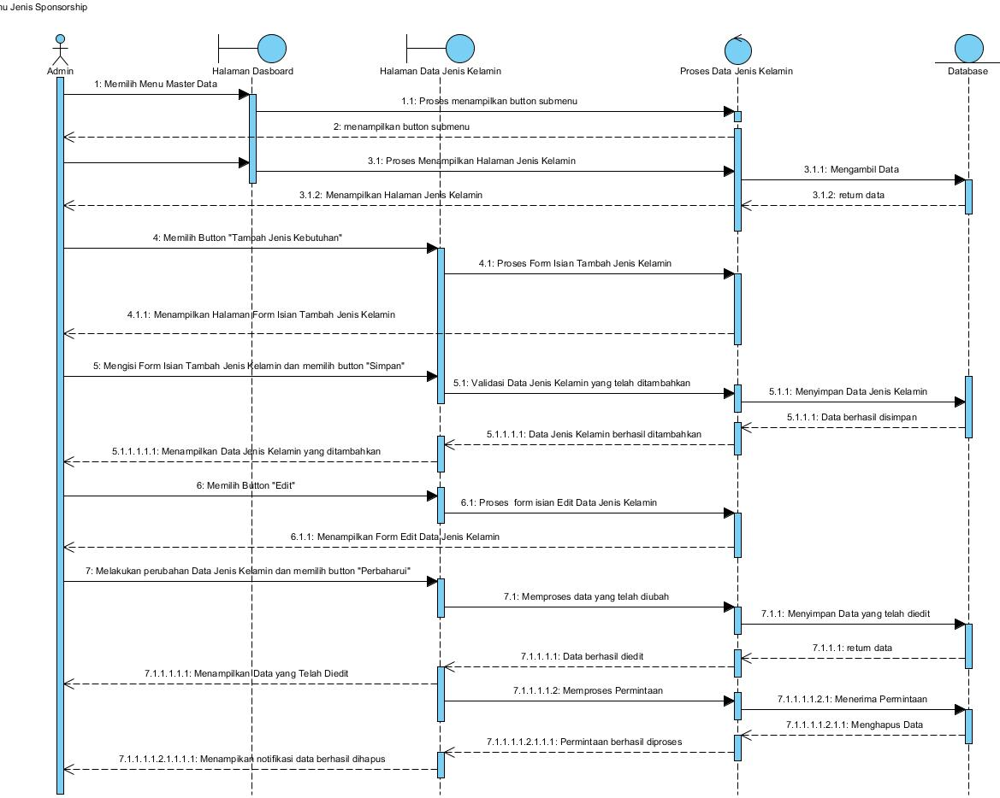 nu Jenis Sponsorship
Admin
Halaman Dasboard
Halaman Data Jenis Kelamin
Proses Data Jenis Kelamin
Database
1: Memilih Menu Master Data
1.1: Proses menampilkan button submenu
2: menampilkan button submenu
3.1: Proses Menampilkan Halaman Jenis Kelamin
3.1.1: Mengambil Data
3.1.2: Menampilkan Halaman Jenis Kelamin
3.1.2: return data
4: Memilih Button "Tambah Jenis Kebutuhan"
4.1: Proses Form Isian Tambah Jenis Kelamin
4.1.1: Menampilkan Halaman Form Isian Tambah Jenis Kelamin
5: Mengisi Form Isian Tambah Jenis Kelamin dan memilih button "Simpan"
5.1: Validasi Data Jenis Kelamin yang telah ditambahkan
5.1.1: Menyimpan Data Jenis Kelamin
5.1.1.1: Data berhasil disimpan
5.1.1.1.1: Data Jenis Kelamin berhasil ditambahkan
5.1.1.1.1.1: Menampilkan Data Jenis Kelamin yang ditambahkan
6: Memilih Button "Edit"
6.1: Proses  form isian Edit Data Jenis Kelamin
6.1.1: Menampilkan Form Edit Data Jenis Kelamin
7: Melakukan perubahan Data Jenis Kelamin dan memilih button "Perbaharui"
7.1: Memproses data yang telah diubah
7.1.1: Menyimpan Data yang telah diedit
7.1.1.1: return data
7.1.1.1.1: Data berhasil diedit
7.1.1.1.1.1: Menampilkan Data yang Telah Diedit
7.1.1.1.1.2: Memproses Permintaan
7.1.1.1.1.2.1: Menerima Permintaan
7.1.1.1.1.2.1.1: Menghapus Data
7.1.1.1.1.2.1.1.1: Permintaan berhasil diproses
7.1.1.1.1.2.1.1.1.1: Menampikan notifikasi data berhasil dihapus